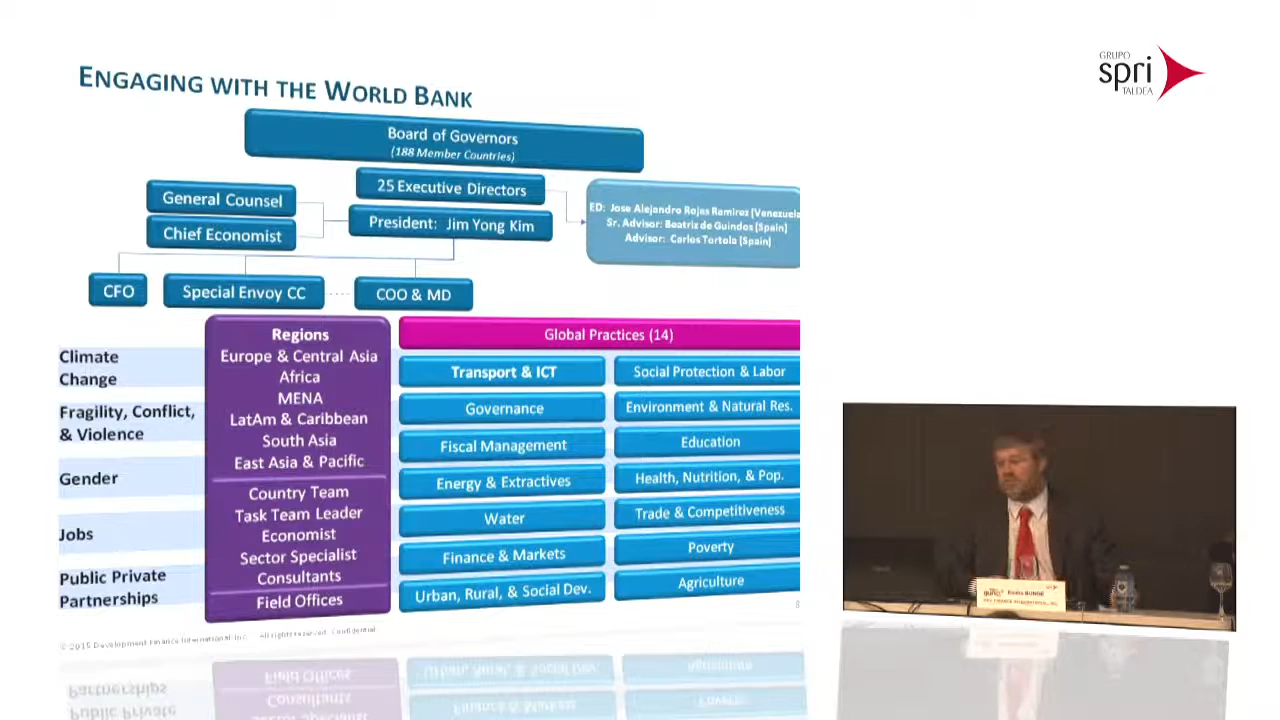 ENGAGING WITH THE WORLD BANK
GRUPO
spri
TALDEA
Board of Governors
(188 Member Countries)
25 Executive Directors
General Counsel
President: Jim Yong Kim
Chief Economist
ED: Jose Alejandro Rojas Ramirez (Venezuela
Sr. Advisor: Beatriz de Guindos (Spain)
Advisor: Carlos Tortola (Spain)
CFO
Special Envoy CC
COO & MD
Climate
Change
Fragility, Conflict,
& Violence
Gender
Jobs
Public Private
Partnerships
Regions
Europe & Central Asia
Africa
MENA
LatAm & Caribbean
South Asia
East Asia & Pacific
Country Team
Task Team Leader
Economist
Sector Specialist
Consultants
Field Offices
Global Practices (14)
Transport & ICT
Social Protection & Labor
Governance
Environment & Natural Res.
Fiscal Management
Education
Energy & Extractives
Health, Nutrition, & Pop.
Water
Trade & Competitiveness
Finance & Markets
Poverty
Urban, Rural, & Social Dev.
Agriculture
8
© 2015 Development Finance International, Inc. All rights reserved. Confidential.